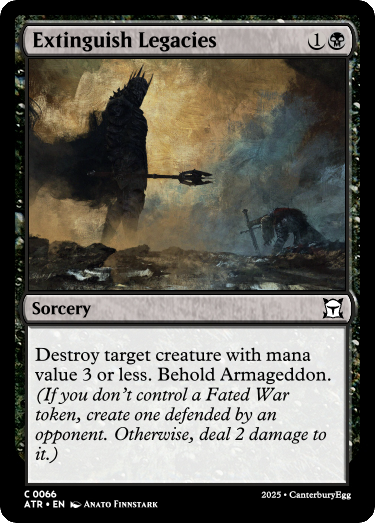 Extinguish Legacies 1
Sorcery
Destroy target creature with mana
value 3 or less. Behold Armageddon.
(If you don't control a Fated War
token, create one defended by an
opponent. Otherwise, deal 2 damage to
it.)
C 0066
ATR • EN Anato Finnstark
2025 • CanterburyEgg